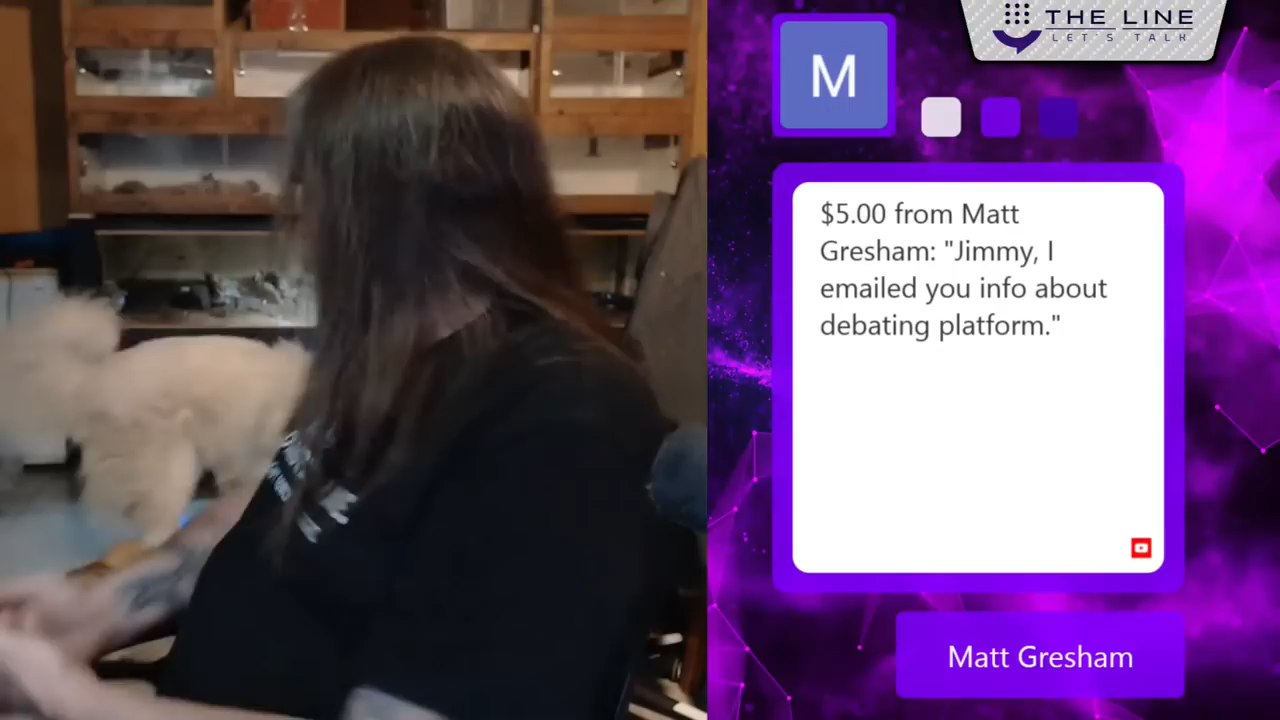 THE LINE
LET'S TALK
M
$5.00 from Matt
Gresham: "Jimmy, I
emailed you info about
debating platform."
Matt Gresham